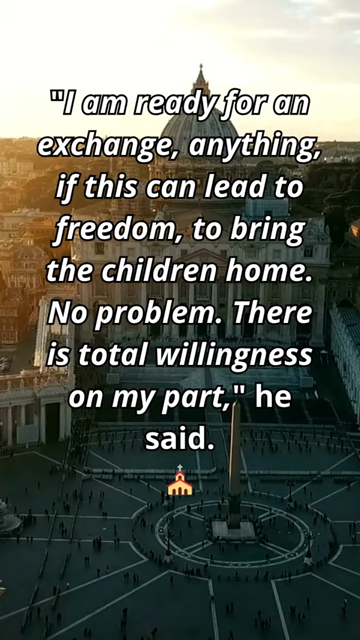 "I am ready for an
exchange, anything,
if this can lead to
freedom, to bring
the children home.
No problem. There
is total willingness
on my part," he
said.